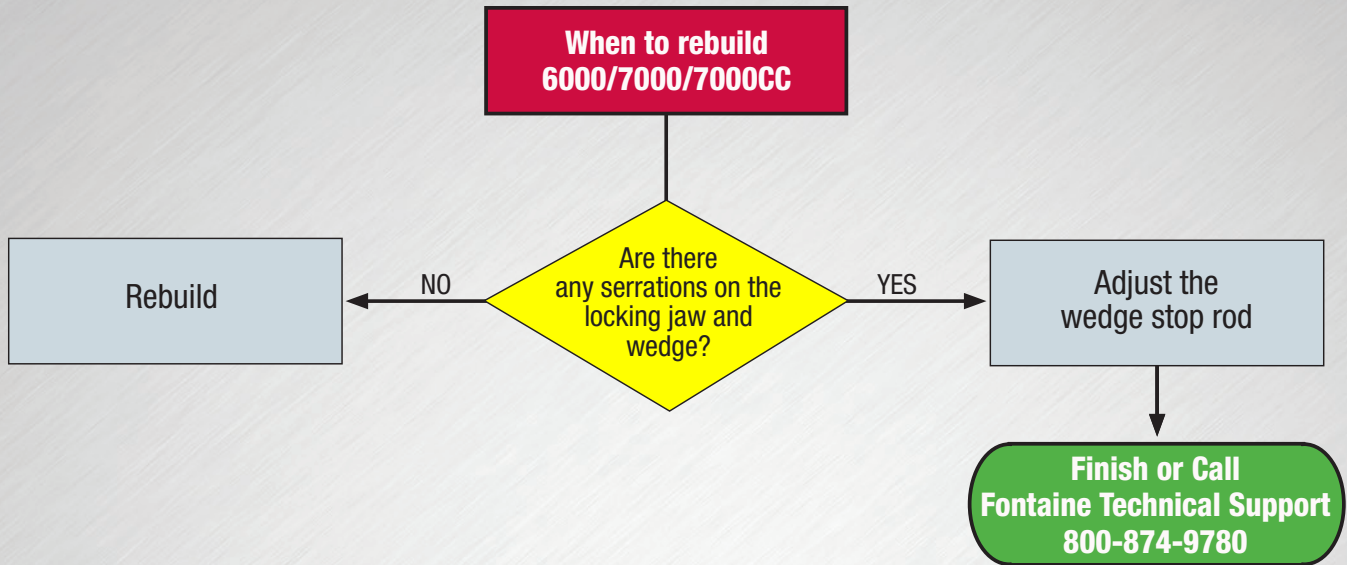 When to rebuild
6000/7000/7000CC
Are there
any serrations on the
locking jaw and
wedge?
NO
YES
Rebuild
Adjust the
wedge stop rod
Finish or Call
Fontaine Technical Support
800-874-9780